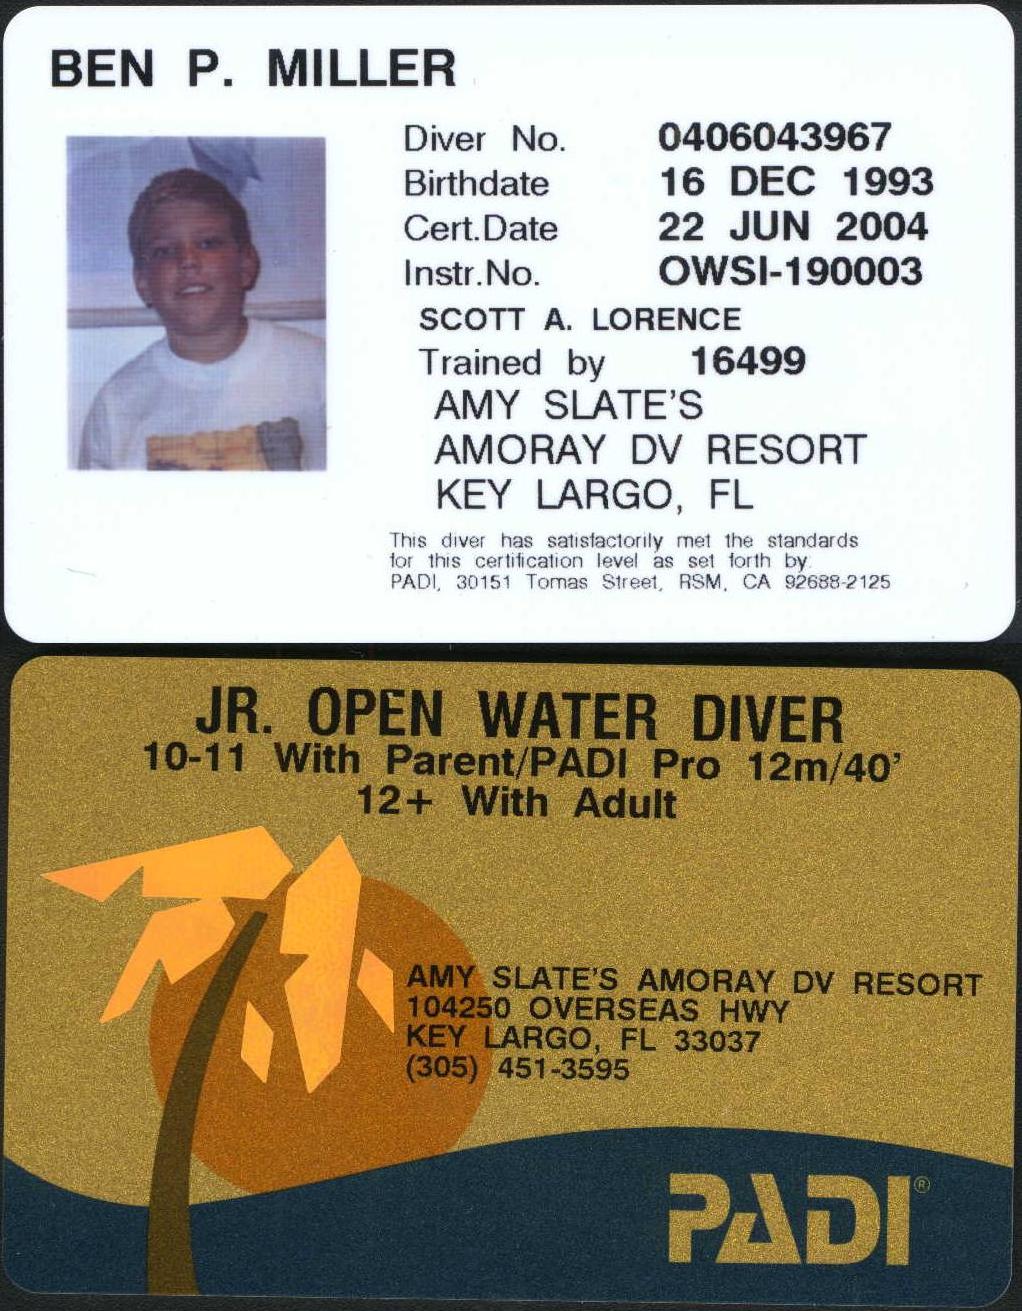 BEN P. MILLER
Diver No. 0406043967
Birthdate 16 DEC 1993
Cert.Date 22 JUN 2004
Instr.No. OWSI-190003
SCOTT A. LORENCE
Trained by 16499
AMY SLATE'S
AMORAY DV RESORT
KEY LARGO, FL
This diver has satisfactorily met the standards
for this certification level as set forth by:
PADI, 30151 Tomas Street, RSM, CA 92688-2125
JR. OPEN WATER DIVER
10-11 With Parent/PADI Pro 12m/40'
12+ With Adult
AMY SLATE'S AMORAY DV RESORT
104250 OVERSEAS HWY
KEY LARGO, FL 33037
(305) 451-3595
PADI®